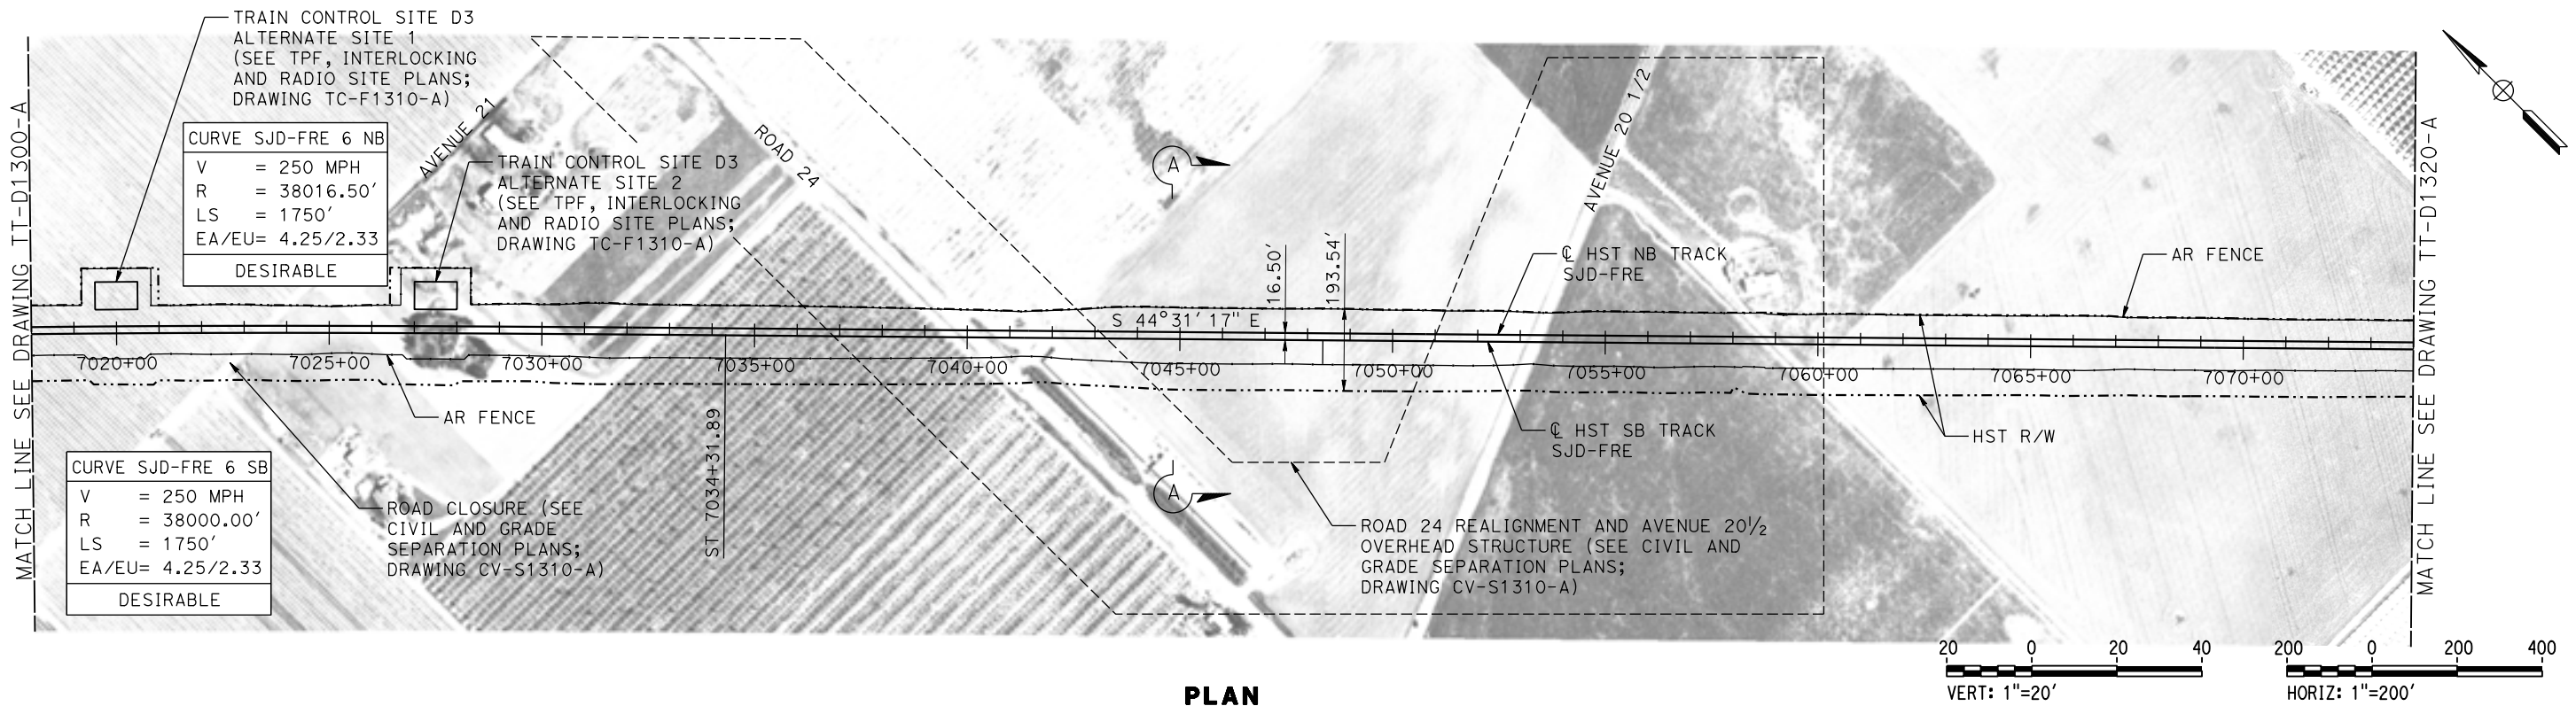 TRAIN CONTROL SITE D3
ALTERNATE SITE 1
(SEE TPF, INTERLOCKING
AND RADIO SITE PLANS;
DRAWING TC-F1310-A)
MATCH LINE SEE DRAWING TT-D1300-A
CURVE SJD-FRE 6 NB
V = 250 MPH
R = 38016.50'
LS = 1750'
EA/EU= 4.25/2.33
DESIRABLE
AVENUE 21
TRAIN CONTROL SITE D3
ALTERNATE SITE 2
(SEE TPF, INTERLOCKING
AND RADIO SITE PLANS;
DRAWING TC-F1310-A)
ROAD 24
A
AVENUE 20 1/2
16.50'
193.54'
℄ HST NB TRACK
SJD-FRE
AR FENCE
MATCH LINE SEE DRAWING TT-D1320-A
S 44°31'17" E
7020+00
7025+00
7030+00
7035+00
7040+00
7045+00
7050+00
7055+00
7060+00
7065+00
7070+00
AR FENCE
ST 7034+31.89
℄ HST SB TRACK
SJD-FRE
HST R/W
CURVE SJD-FRE 6 SB
V = 250 MPH
R = 38000.00'
LS = 1750'
EA/EU= 4.25/2.33
DESIRABLE
ROAD CLOSURE (SEE
CIVIL AND GRADE
SEPARATION PLANS;
DRAWING CV-S1310-A)
A
ROAD 24 REALIGNMENT AND AVENUE 20½
OVERHEAD STRUCTURE (SEE CIVIL AND
GRADE SEPARATION PLANS;
DRAWING CV-S1310-A)
20 0 20 40
VERT: 1"=20'
200 0 200 400
HORIZ: 1"=200'
PLAN